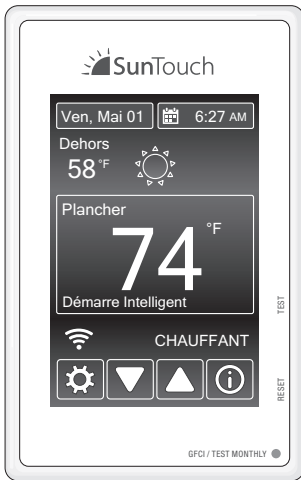 SunTouch
Ven, Mai 01 6:27 AM
Dehors
58°F
Plancher
74°F
Démarre Intelligent
CHAUFFANT
TEST
RESET
GFCI / TEST MONTHLY